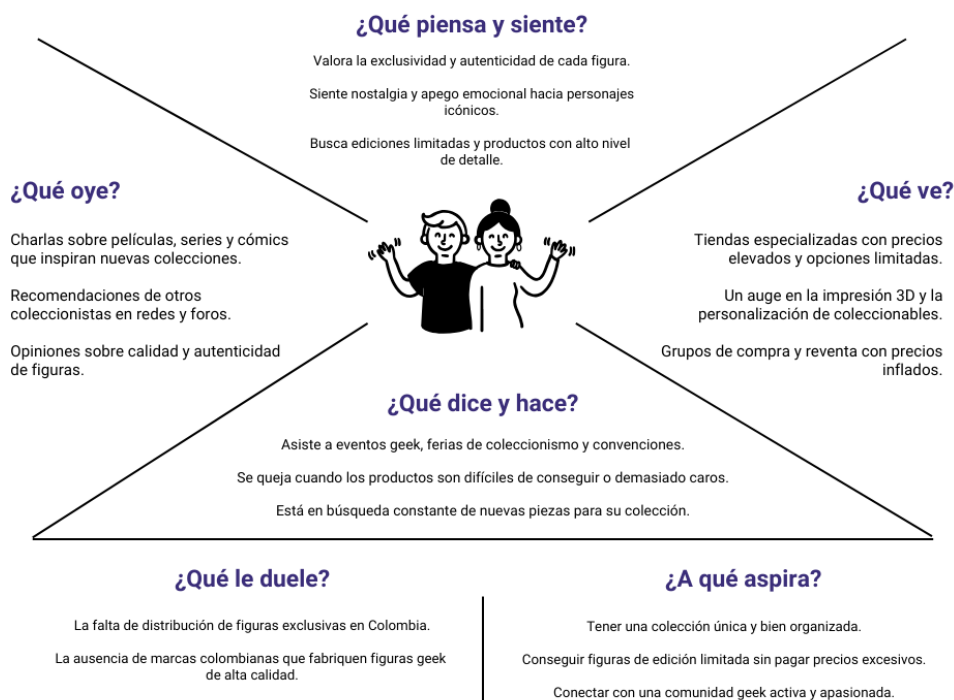 ¿Qué piensa y siente?
Valora la exclusividad y autenticidad de cada figura.
Siente nostalgia y apego emocional hacia personajes
icónicos.
Busca ediciones limitadas y productos con alto nivel
de detalle.
¿Qué oye?
Charlas sobre películas, series y cómics
que inspiran nuevas colecciones.
Recomendaciones de otros
coleccionistas en redes y foros.
Opiniones sobre calidad y autenticidad
de figuras.
¿Qué ve?
Tiendas especializadas con precios
elevados y opciones limitadas.
Un auge en la impresión 3D y la
personalización de coleccionables.
Grupos de compra y reventa con precios
inflados.
¿Qué dice y hace?
Asiste a eventos geek, ferias de coleccionismo y convenciones.
Se queja cuando los productos son difíciles de conseguir o demasiado caros.
Está en búsqueda constante de nuevas piezas para su colección.
¿Qué le duele?
La falta de distribución de figuras exclusivas en Colombia.
La ausencia de marcas colombianas que fabriquen figuras geek
de alta calidad.
¿A qué aspira?
Tener una colección única y bien organizada.
Conseguir figuras de edición limitada sin pagar precios excesivos.
Conectar con una comunidad geek activa y apasionada.